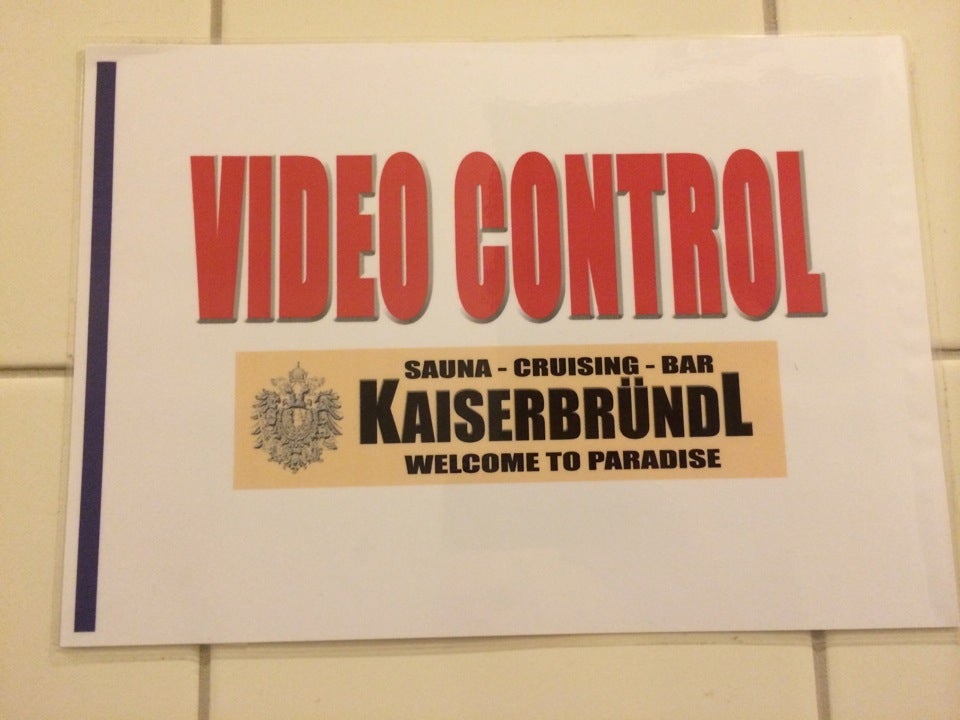 VIDEO CONTROL
SAUNA - CRUISING - BAR
KAISERBRÜNDL
WELCOME TO PARADISE